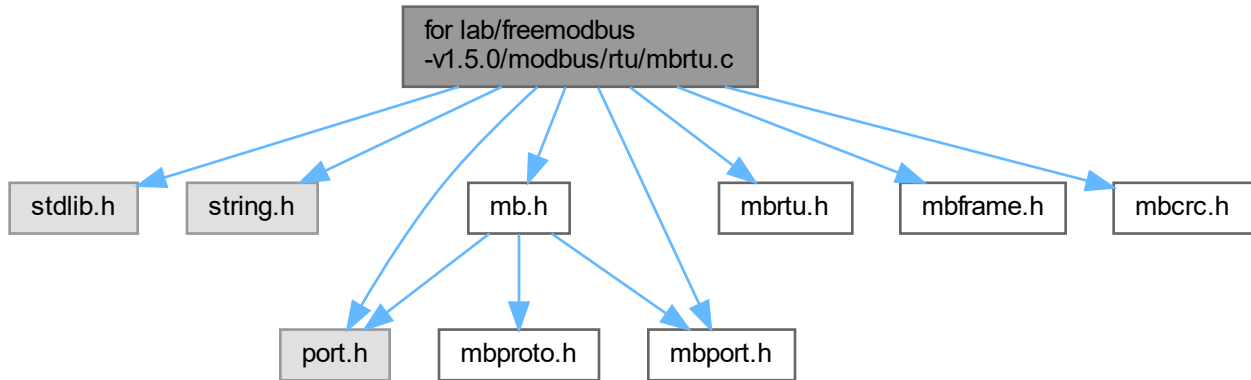 for lab/freemodbus
-v1.5.0/modbus/rtu/mbrtu.c
stdlib.h
string.h
mb.h
mbrtu.h
mbframe.h
mbcrc.h
port.h
mbproto.h
mbport.h